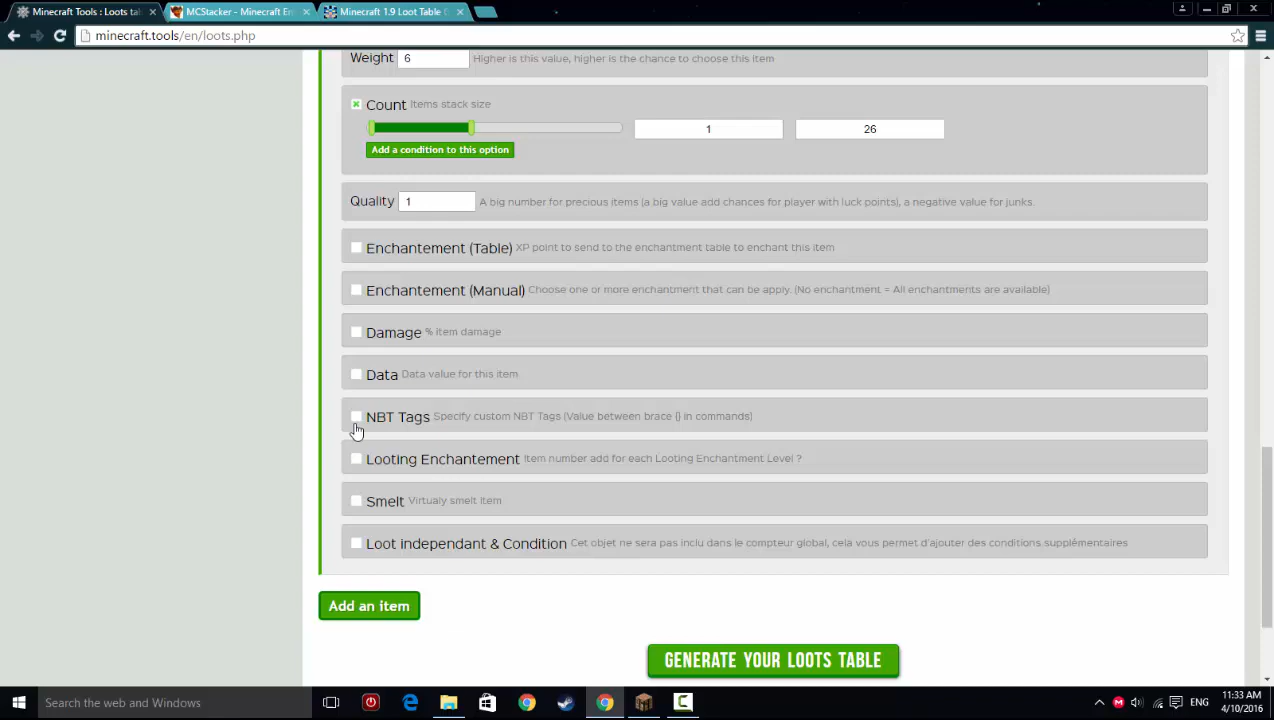 Minecraft Tools : Loots ta
MCStacker - Minecraft En
Minecraft 1.9 Loot Table
minecraft.tools/en/loots.php
Weight 6 Higher is this value, higher is the chance to choose this item
Count Items stack size
1 26
Add a condition to this option
Quality 1 A big number for precious items (a big value add chances for player with luck points), a negative value for junks.
Enchantement (Table) XP point to send to the enchantment table to enchant this item
Enchantement (Manual) Choose one or more enchantment that can be apply. (No enchantment = All enchantments are available)
Damage % item damage
Data Data value for this item
NBT Tags Specify custom NBT Tags (Value between brace {} in commands)
Looting Enchantement Item number add for each Looting Enchantment Level ?
Smelt Virtualy smelt item
Loot independant & Condition Cet objet ne sera pas inclu dans le compteur global, cela vous permet d'ajouter des conditions supplémentaires
Add an item
GENERATE YOUR LOOTS TABLE
Search the web and Windows
ENG
11:33 AM
4/10/2016